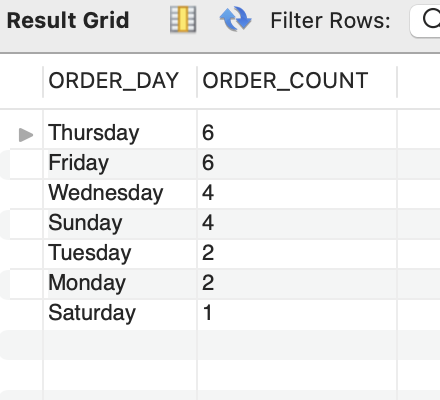 Result Grid Filter Rows:
ORDER_DAY ORDER_COUNT
Thursday 6
Friday 6
Wednesday 4
Sunday 4
Tuesday 2
Monday 2
Saturday 1